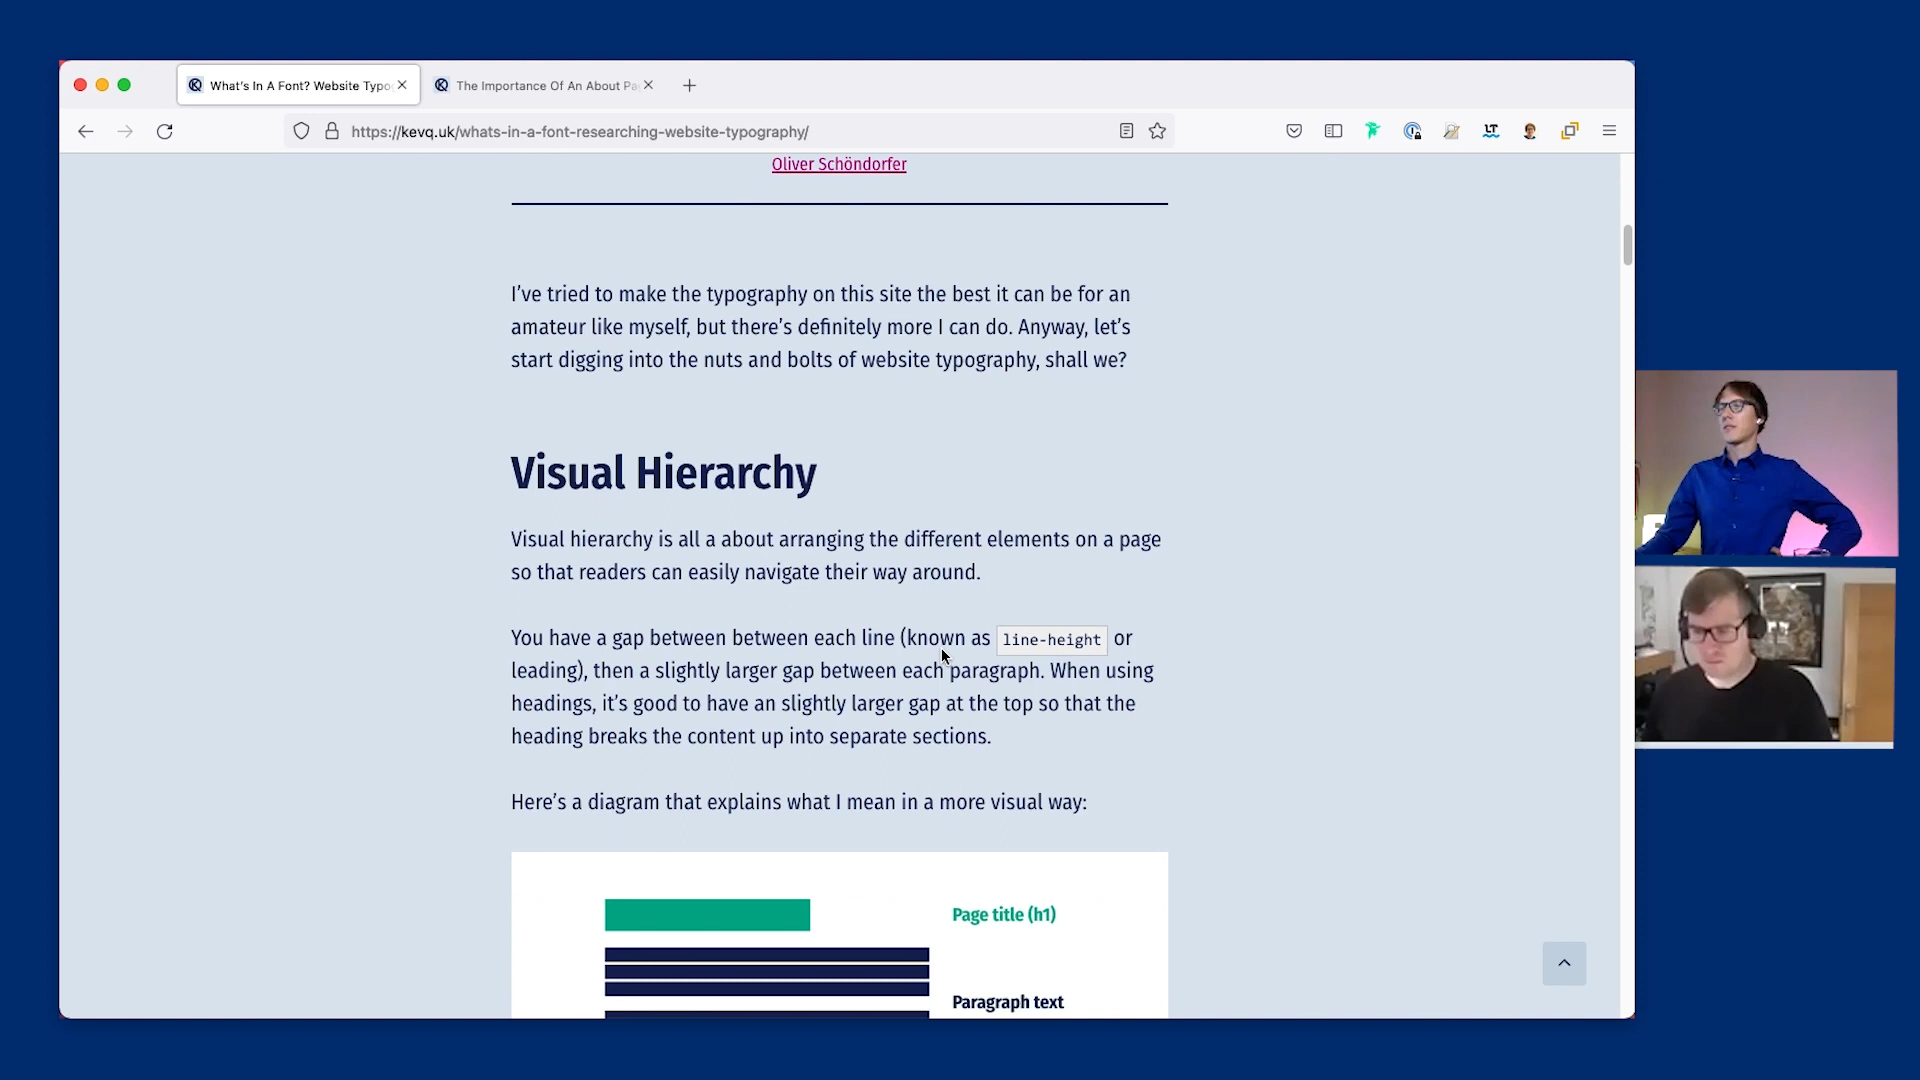 What's In A Font? Website Typo
The Importance Of An About Pa
https://kevq.uk/whats-in-a-font-researching-website-typography/
LT
Oliver Schöndorfer
I've tried to make the typography on this site the best it can be for an
amateur like myself, but there's definitely more I can do. Anyway, let's
start digging into the nuts and bolts of website typography, shall we?
Visual Hierarchy
Visual hierarchy is all a about arranging the different elements on a page
so that readers can easily navigate their way around.
You have a gap between between each line (known as line-height or
leading), then a slightly larger gap between each paragraph. When using
headings, it's good to have an slightly larger gap at the top so that the
heading breaks the content up into separate sections.
Here's a diagram that explains what I mean in a more visual way:
Page title (h1)
Paragraph text